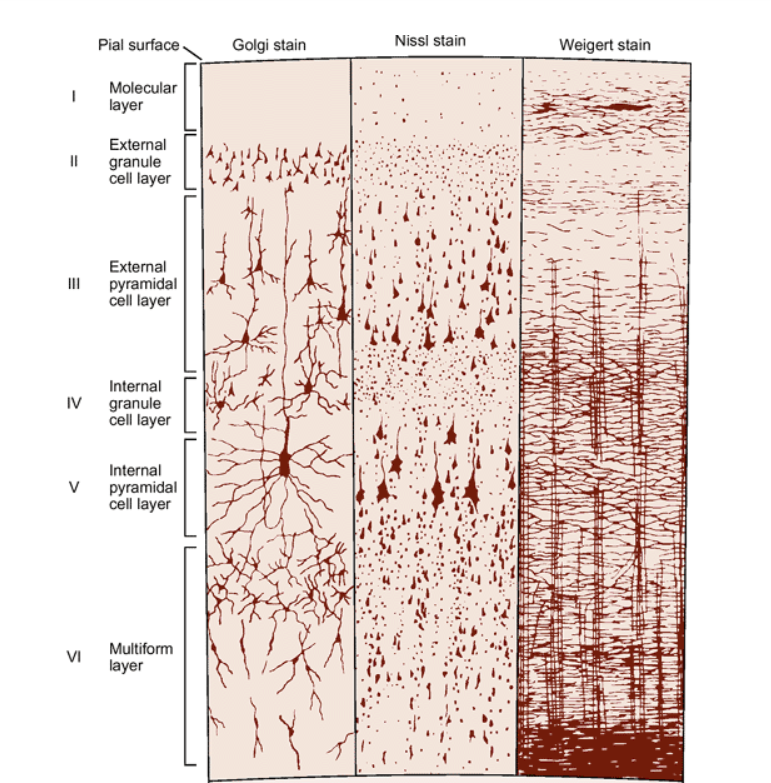 Pial surface
Golgi stain
Nissl stain
Weigert stain
I
Molecular
layer
II
External
granule
cell layer
III
External
pyramidal
cell layer
IV
Internal
granule
cell layer
V
Internal
pyramidal
cell layer
VI
Multiform
layer